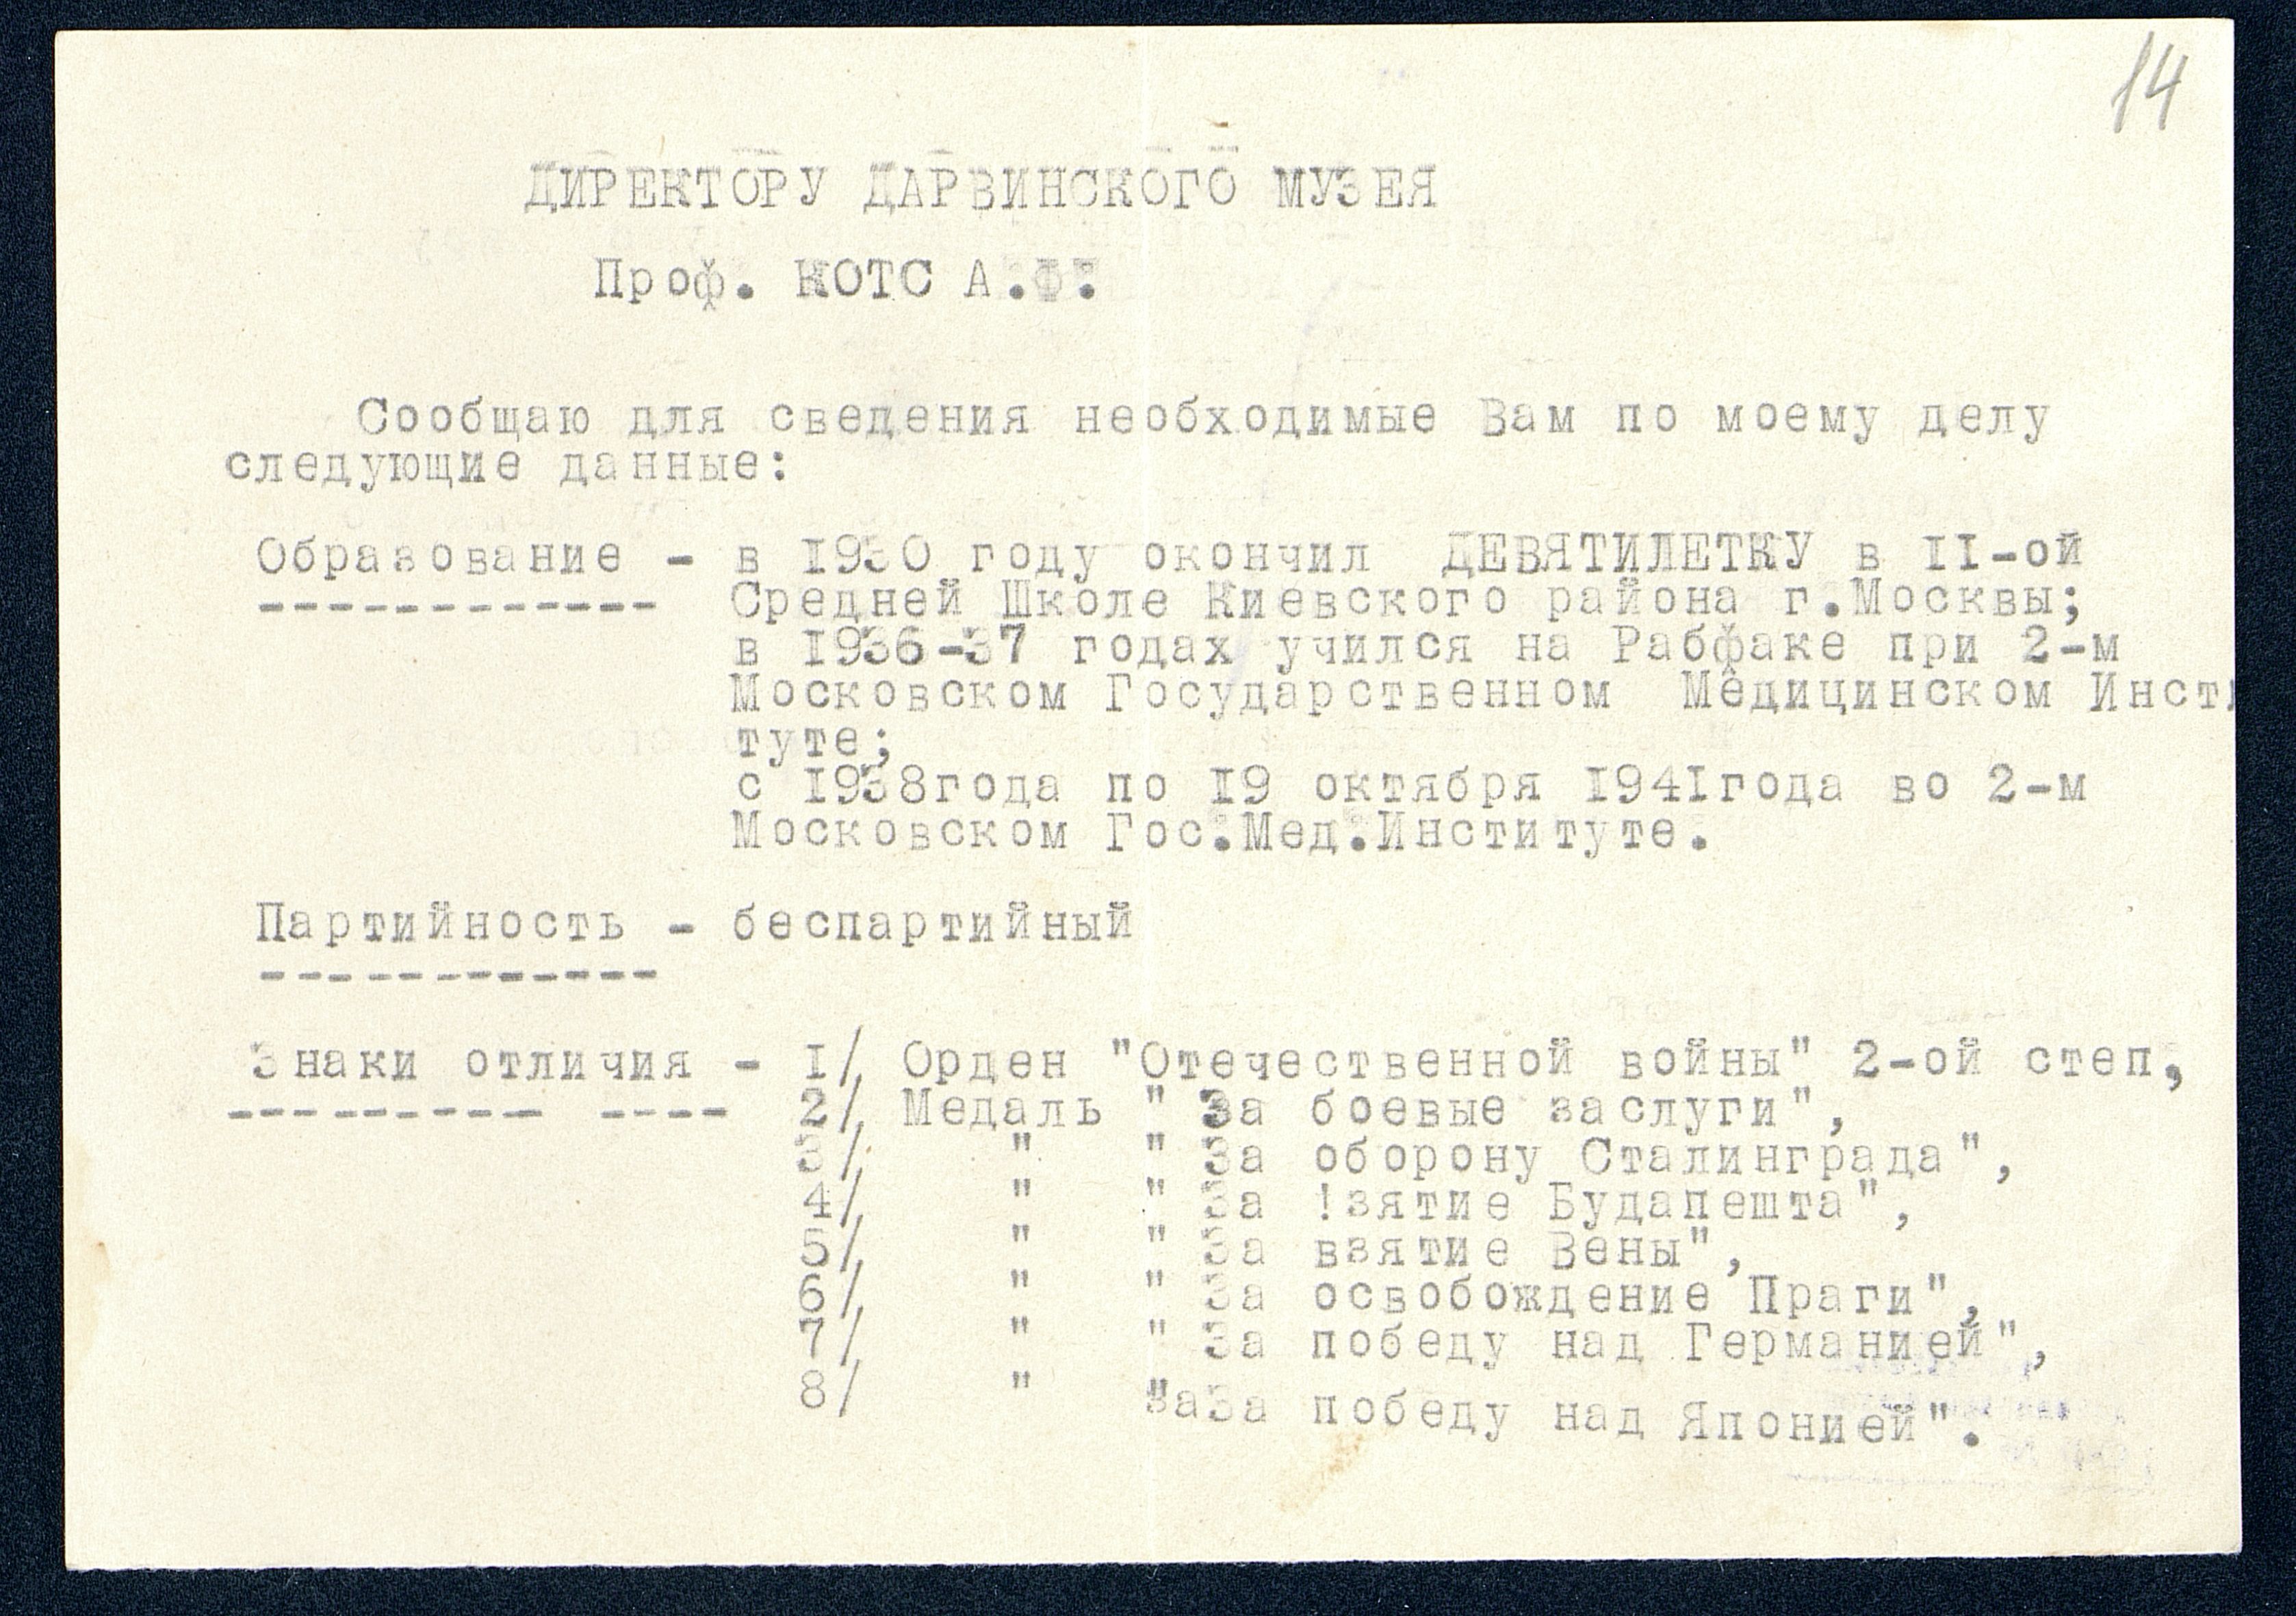 14
ДИРЕКТОРУ ДАРВИНСКОГО МУЗЕЯ
Проф. КОТС А.Ф.
Сообщаю для сведения необходимые Вам по моему делу
следующие данные:
Образование - в 1930 году окончил ДЕВЯТИЛЕТКУ в II-ой
------------ Средней Школе Киевского района г.Москвы;
в 1936-37 годах учился на Рабфаке при 2-м
Московском Государственном Медицинском Инсти
туте;
с 1938года по 19 октября 1941года во 2-м
Московском Гос.Мед.Институте.
Партийность - беспартийный
------------
Знаки отличия - I/ Орден "Отечественной войны" 2-ой степ,
--------- ---- 2/ Медаль " За боевые заслуги",
3/ " " За оборону Сталинграда",
4/ " " За !зятие Будапешта",
5/ " " За взятие Вены",
6/ " " За освобождение Праги",
7/ " " За победу над Германией",
8/ " "заЗа победу над Японией".